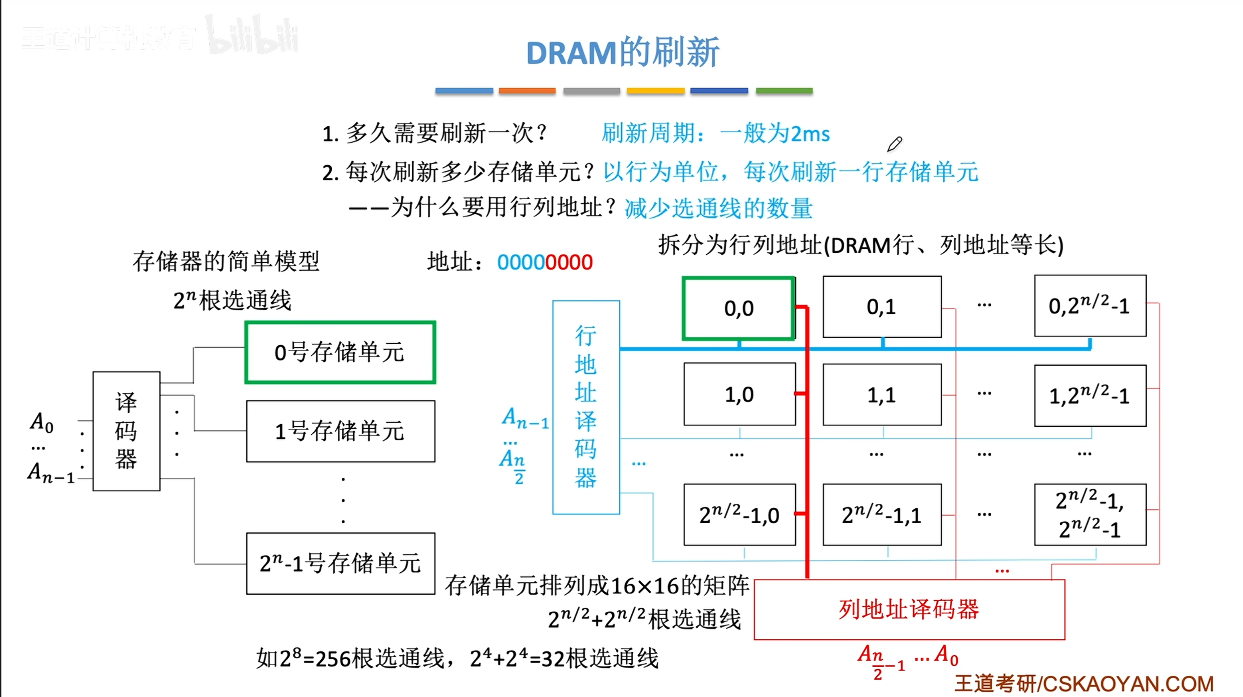 王道计算机教育 bilibili
DRAM的刷新
1. 多久需要刷新一次? 刷新周期:一般为2ms
2. 每次刷新多少存储单元?以行为单位,每次刷新一行存储单元
——为什么要用行列地址?减少选通线的数量
存储器的简单模型
地址:00000000
拆分为行列地址(DRAM行、列地址等长)
2ⁿ根选通线
A₀
...
Aₙ₋₁
译码器
0号存储单元
1号存储单元
2ⁿ-1号存储单元
Aₙ₋₁
...
A_{n/2}
行地址译码器
...
0,0 0,1 ... 0,2^{n/2}-1
1,0 1,1 ... 1,2^{n/2}-1
... ... ... ...
2^{n/2}-1,0 2^{n/2}-1,1 ... 2^{n/2}-1,
2^{n/2}-1
...
列地址译码器
A_{n/2-1} ... A₀
存储单元排列成16×16的矩阵
2^{n/2}+2^{n/2}根选通线
如2⁸=256根选通线,2⁴+2⁴=32根选通线
王道考研/CSKAOYAN.COM